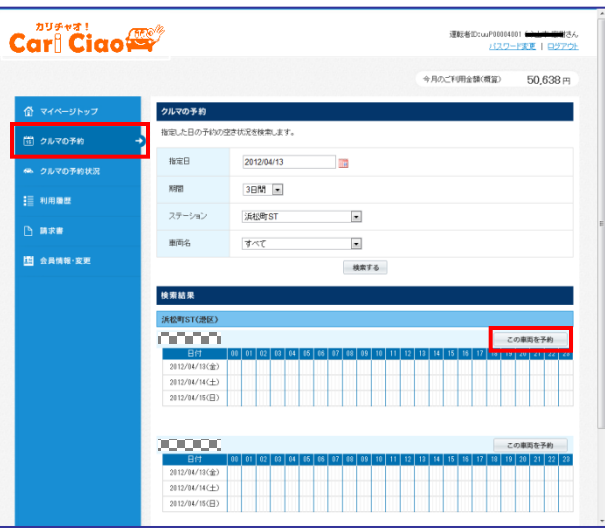 カリチャオ!
Cari Ciao
運転者ID:uuP00004001
さん
パスワード変更 | ログアウト
今月のご利用金額(概算) 50,638 円
マイページトップ
クルマの予約
クルマの予約状況
利用履歴
請求書
会員情報・変更
クルマの予約
指定した日の予約の空き状況を検索します。
指定日 2012/04/13
期間 3日間
ステーション 浜松町ST
車両名 すべて
検索する
検索結果
浜松町ST(港区)
この車両を予約
日付 00 01 02 03 04 05 06 07 08 09 10 11 12 13 14 15 16 17 18 19 20 21 22 23
2012/04/13(金)
2012/04/14(土)
2012/04/15(日)
この車両を予約
日付 00 01 02 03 04 05 06 07 08 09 10 11 12 13 14 15 16 17 18 19 20 21 22 23
2012/04/13(金)
2012/04/14(土)
2012/04/15(日)